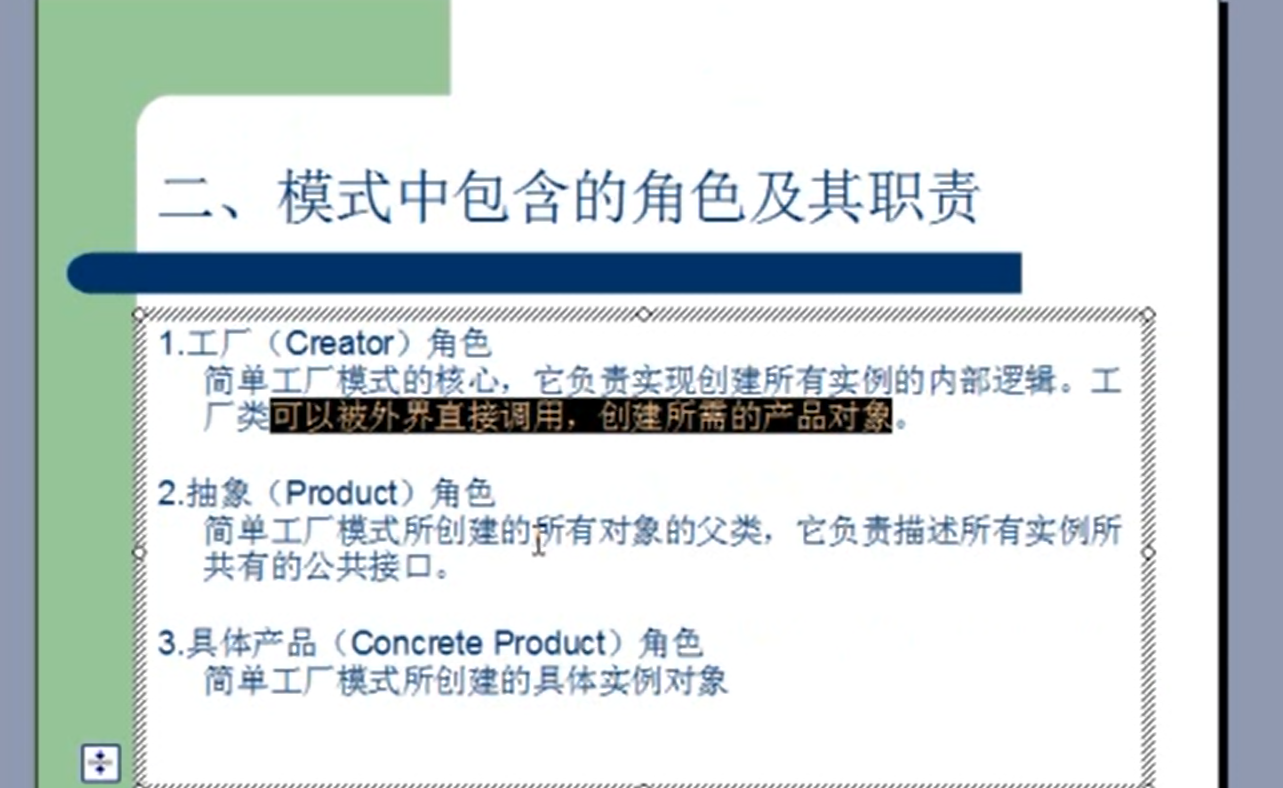 二、模式中包含的角色及其职责
1.工厂（Creator）角色
简单工厂模式的核心，它负责实现创建所有实例的内部逻辑。工
厂类可以被外界直接调用，创建所需的产品对象。
2.抽象（Product）角色
简单工厂模式所创建的所有对象的父类，它负责描述所有实例所
共有的公共接口。
3.具体产品（Concrete Product）角色
简单工厂模式所创建的具体实例对象